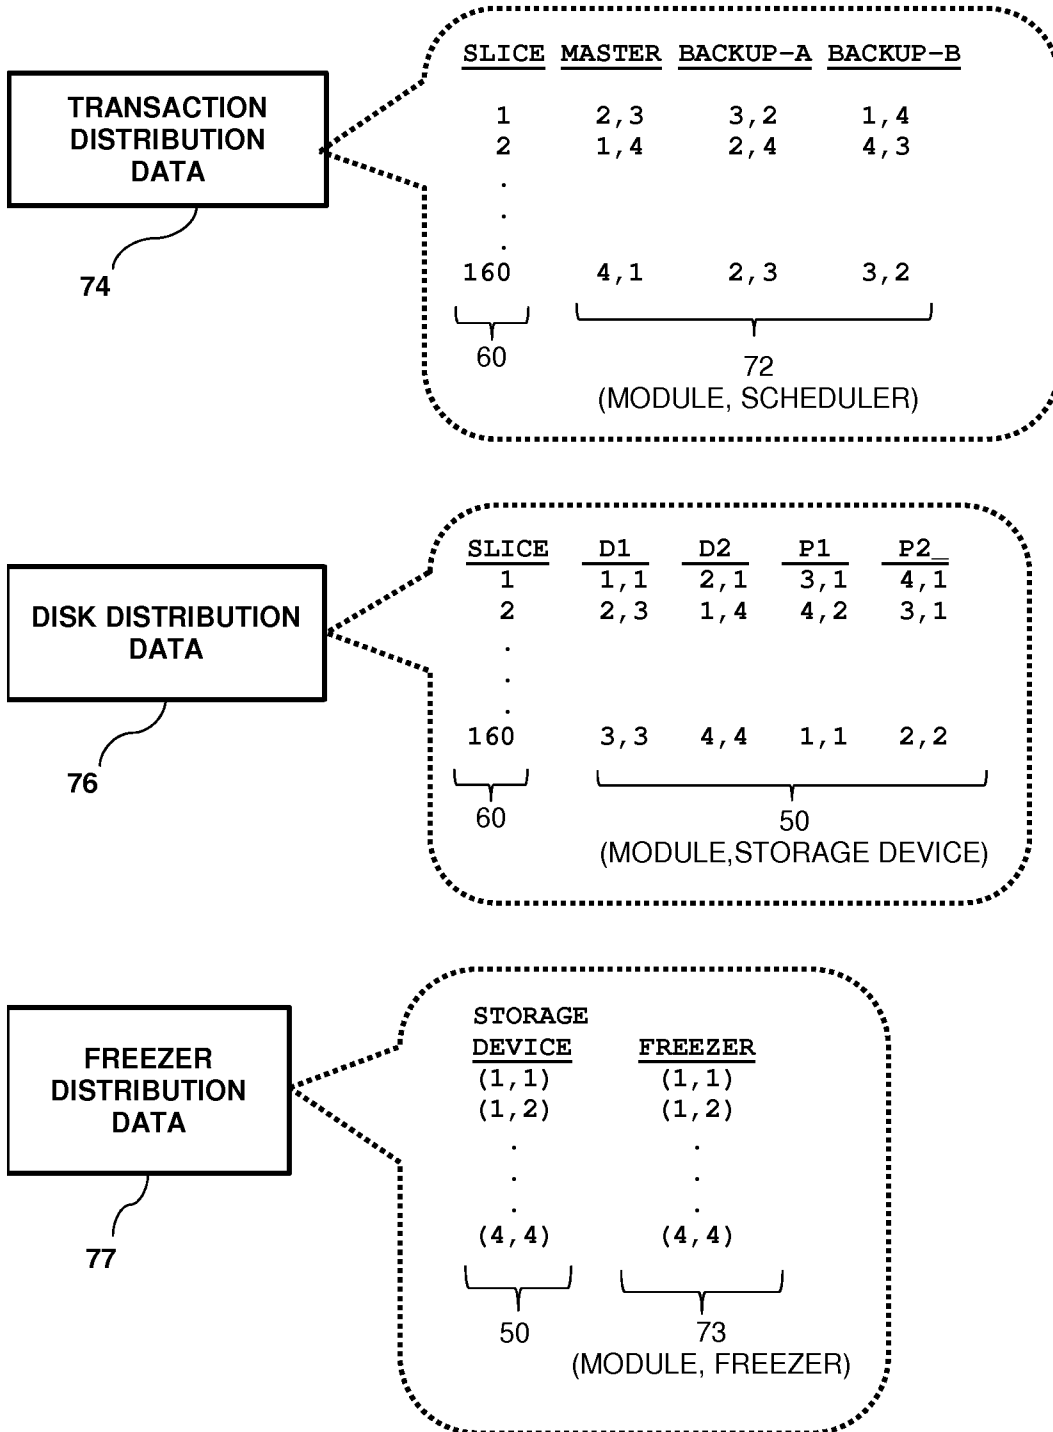 SLICE MASTER BACKUP-A BACKUP-B
TRANSACTION
DISTRIBUTION
DATA
1 2,3 3,2 1,4
2 1,4 2,4 4,3
.
.
.
160 4,1 2,3 3,2
74
60
72
(MODULE, SCHEDULER)
SLICE D1 D2 P1 P2_
1 1,1 2,1 3,1 4,1
2 2,3 1,4 4,2 3,1
DISK DISTRIBUTION
DATA
.
.
.
160 3,3 4,4 1,1 2,2
76
60
50
(MODULE,STORAGE DEVICE)
STORAGE
DEVICE FREEZER
FREEZER
DISTRIBUTION
DATA
(1,1) (1,1)
(1,2) (1,2)
. .
. .
. .
(4,4) (4,4)
77
50
73
(MODULE, FREEZER)